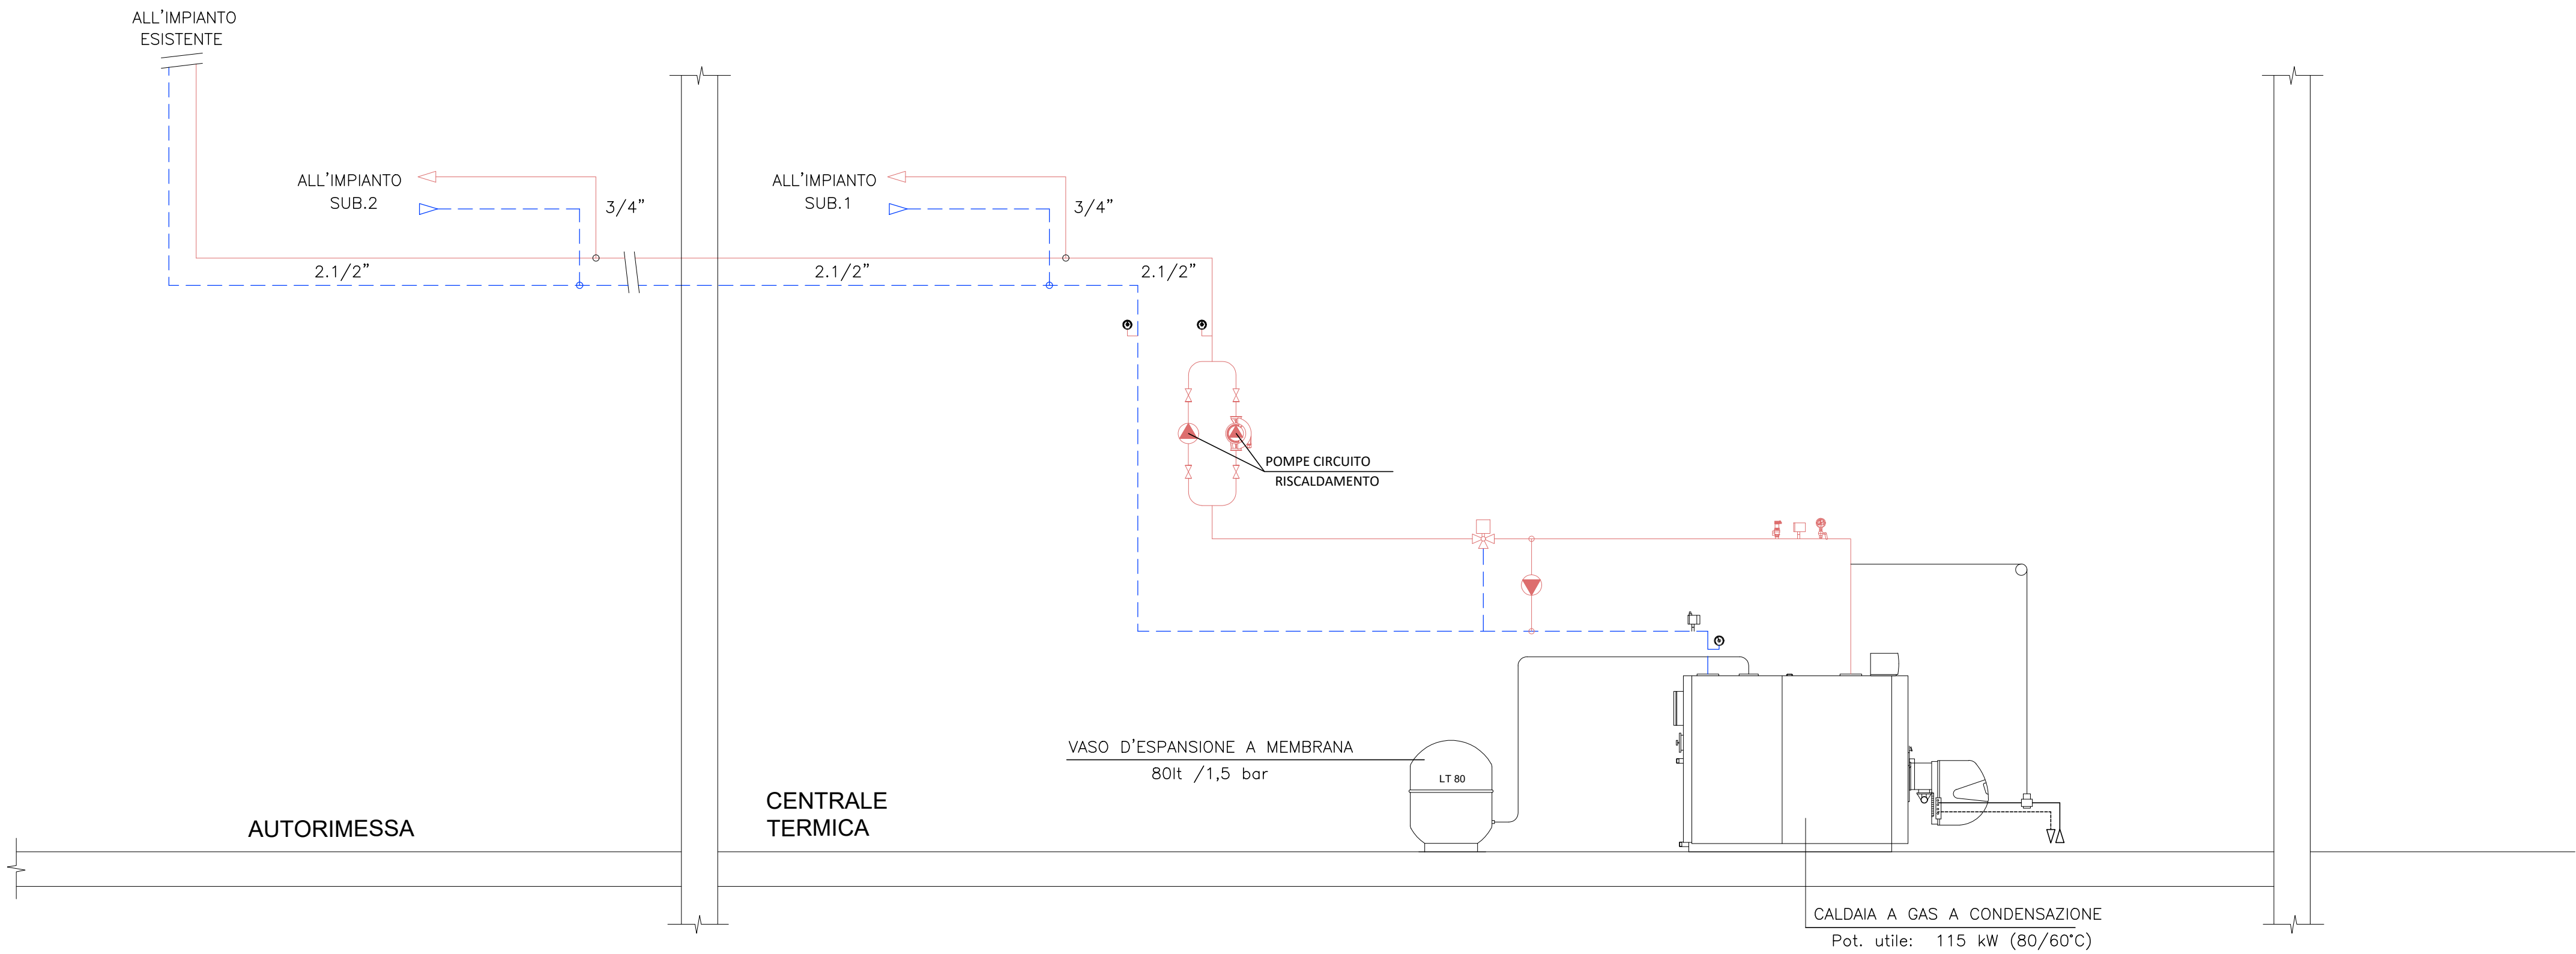 ALL'IMPIANTO
ESISTENTE
ALL'IMPIANTO
SUB.2
3/4"
ALL'IMPIANTO
SUB.1
3/4"
2.1/2"
2.1/2"
2.1/2"
POMPE CIRCUITO
RISCALDAMENTO
VASO D'ESPANSIONE A MEMBRANA
80lt /1,5 bar
LT 80
AUTORIMESSA
CENTRALE
TERMICA
CALDAIA A GAS A CONDENSAZIONE
Pot. utile: 115 kW (80/60°C)